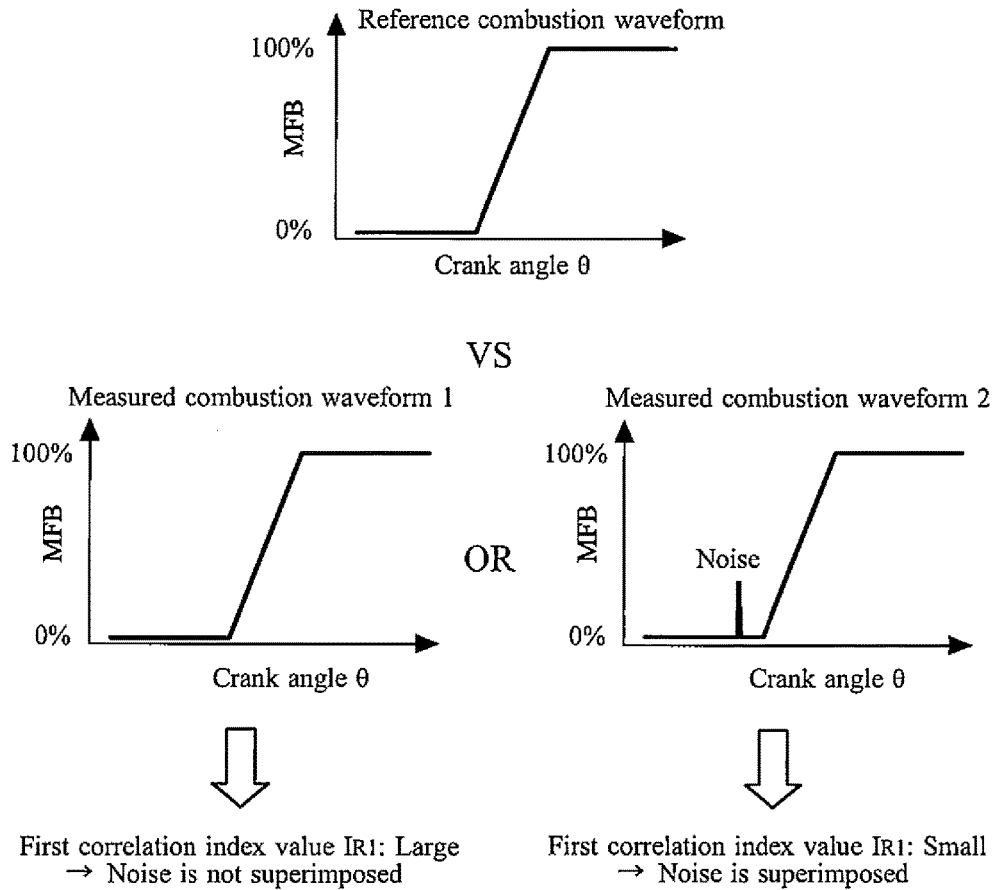 Reference combustion waveform
100%
MFB
0%
Crank angle θ
VS
Measured combustion waveform 1
100%
MFB
0%
Crank angle θ
OR
Measured combustion waveform 2
100%
MFB
Noise
0%
Crank angle θ
First correlation index value IR1: Large
→ Noise is not superimposed
First correlation index value IR1: Small
→ Noise is superimposed